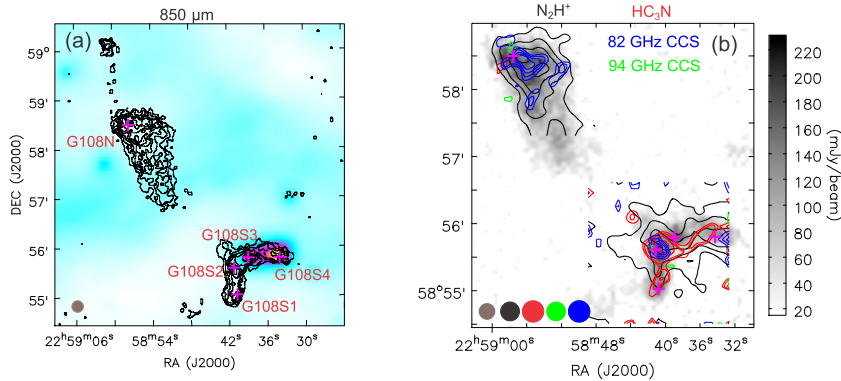 850 μm
(a)
59°
59'
58'
57'
56'
55'
DEC (J2000)
G108N
G108S3
G108S2
G108S4
G108S1
22ʰ59ᵐ06ˢ 58ᵐ54ˢ 42ˢ 36ˢ 30ˢ
RA (J2000)
N₂H⁺ HC₃N
82 GHz CCS (b)
94 GHz CCS
58'
57'
56'
58°55'
22ʰ59ᵐ00ˢ 58ᵐ48ˢ 40ˢ 36ˢ 32ˢ
RA (J2000)
220
200
180
160
140
120
100
80
60
40
20
(mJy/beam)